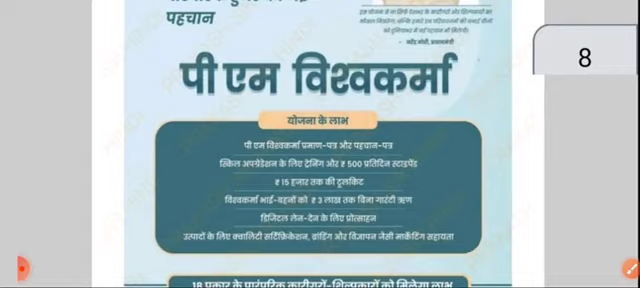 पहचान
पी एम विश्वकर्मा
योजना के लाभ
पी एम विश्वकर्मा प्रमाण-पत्र और पहचान-पत्र
स्किल अपग्रेडेशन के लिए ट्रेनिंग और ₹ 500 प्रतिदिन स्टाइपेंड
₹ 15 हजार तक की टूलकिट
विश्वकर्मा भाई-बहनों को ₹ 3 लाख तक बिना गारंटी ऋण
डिजिटल लेन-देन के लिए प्रोत्साहन
उत्पादों के लिए क्वालिटी सर्टिफिकेशन, ब्रांडिंग और विज्ञापन जैसी मार्केटिंग सहायता
18 प्रकार के पारंपरिक कारीगरों-शिल्पकारों को मिलेगा लाभ
8